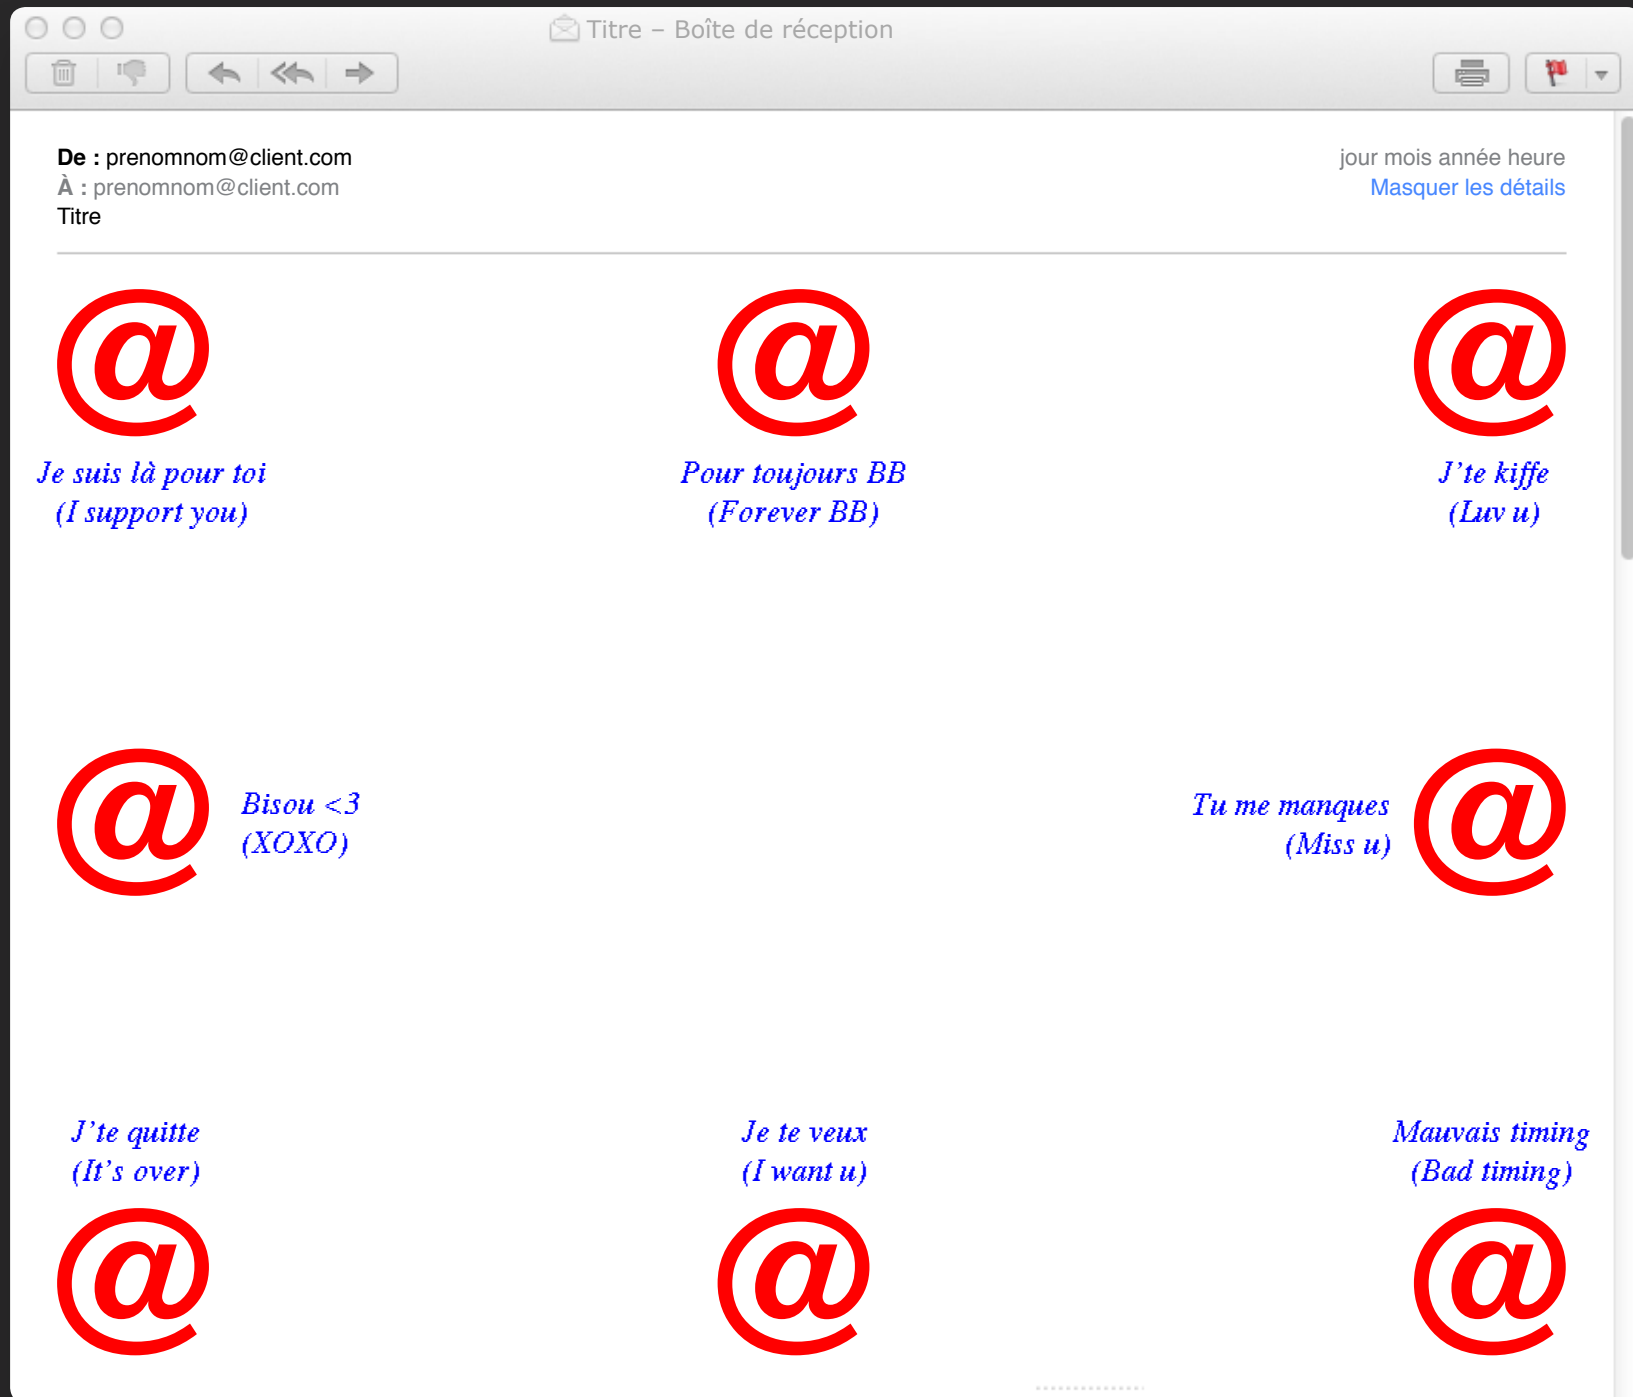 Titre – Boîte de réception
De : prenomnom@client.com
jour mois année heure
À : prenomnom@client.com
Masquer les détails
Titre
@ @ @
Je suis là pour toi
(I support you)
Pour toujours BB
(Forever BB)
J'te kiffe
(Luv u)
@
Bisou <3
(XOXO)
Tu me manques
(Miss u)
@
J'te quitte
(It's over)
Je te veux
(I want u)
Mauvais timing
(Bad timing)
@ @ @